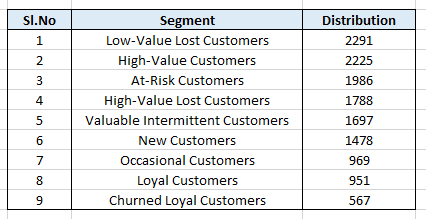 Sl.No Segment Distribution
1 Low-Value Lost Customers 2291
2 High-Value Customers 2225
3 At-Risk Customers 1986
4 High-Value Lost Customers 1788
5 Valuable Intermittent Customers 1697
6 New Customers 1478
7 Occasional Customers 969
8 Loyal Customers 951
9 Churned Loyal Customers 567